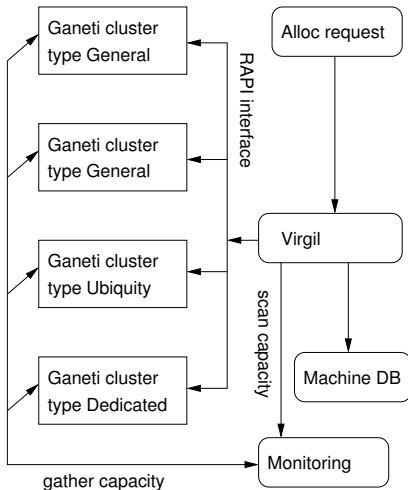 Ganeti cluster
type General
Alloc request
RAPI interface
Ganeti cluster
type General
Virgil
Ganeti cluster
type Ubiquity
scan capacity
Ganeti cluster
type Dedicated
Machine DB
Monitoring
gather capacity